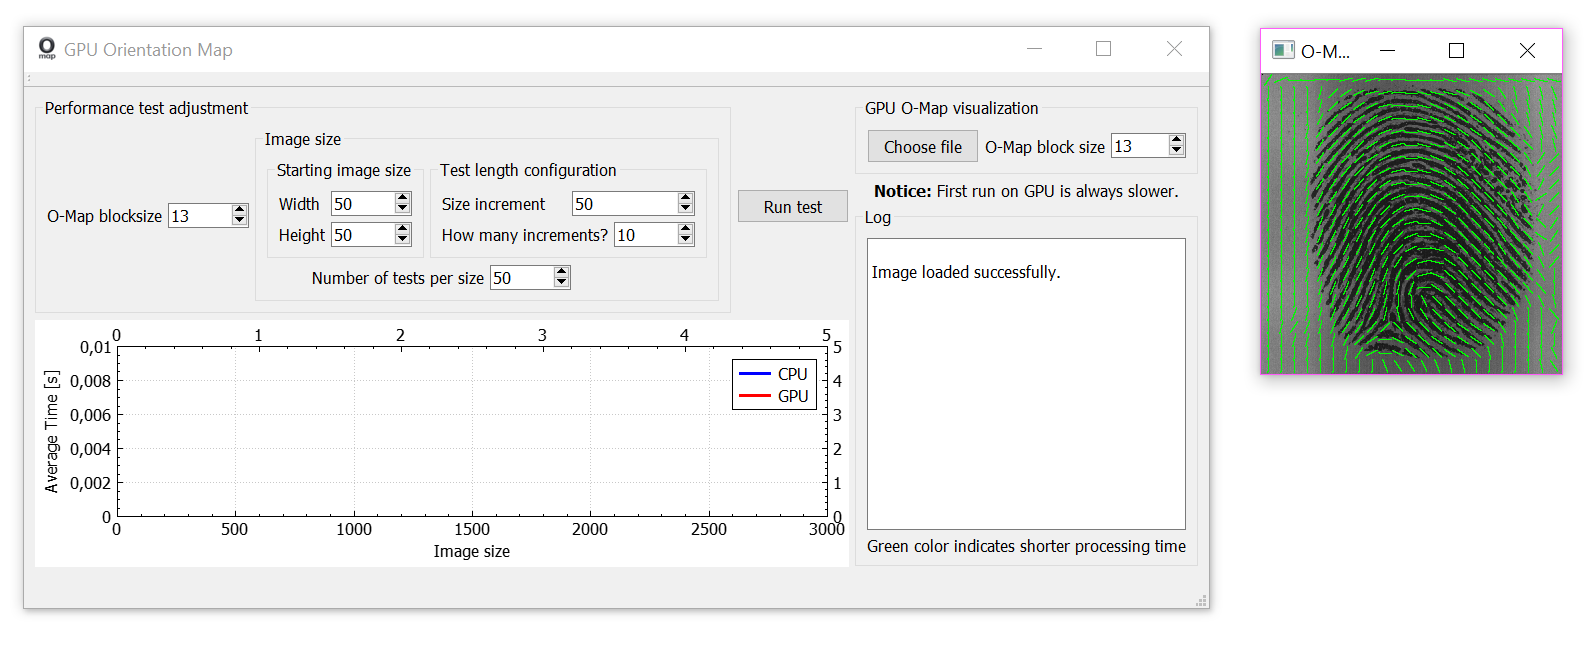 O
map
GPU Orientation Map
Performance test adjustment
Image size
Starting image size
Test length configuration
O-Map blocksize 13
Width 50
Size increment 50
Height 50
How many increments? 10
Number of tests per size 50
Run test
0 1 2 3 4 5
0,01
0,008
0,006
0,004
0,002
0
Average Time [s]
5
4
3
2
1
0
CPU
GPU
0 500 1000 1500 2000 2500 3000
Image size
GPU O-Map visualization
Choose file
O-Map block size 13
Notice: First run on GPU is always slower.
Log
Image loaded successfully.
Green color indicates shorter processing time
O-M...